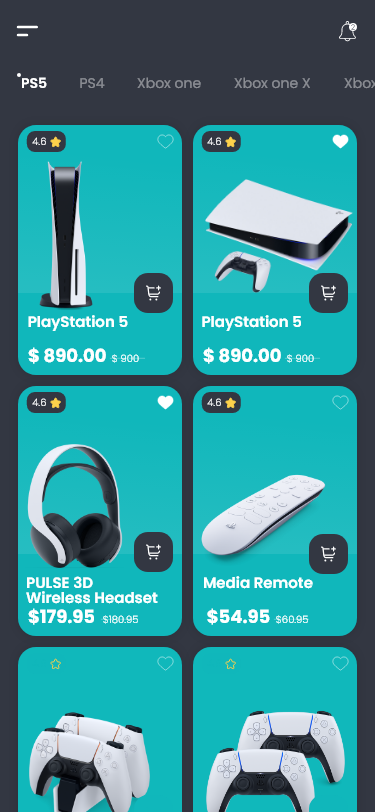 2
PS5 PS4 Xbox one Xbox one X Xbox
4.6 4.6
PlayStation 5
$ 890.00 $ 900
PlayStation 5
$ 890.00 $ 900
4.6 4.6
PULSE 3D
Wireless Headset
$179.95 $180.95
Media Remote
$54.95 $60.95